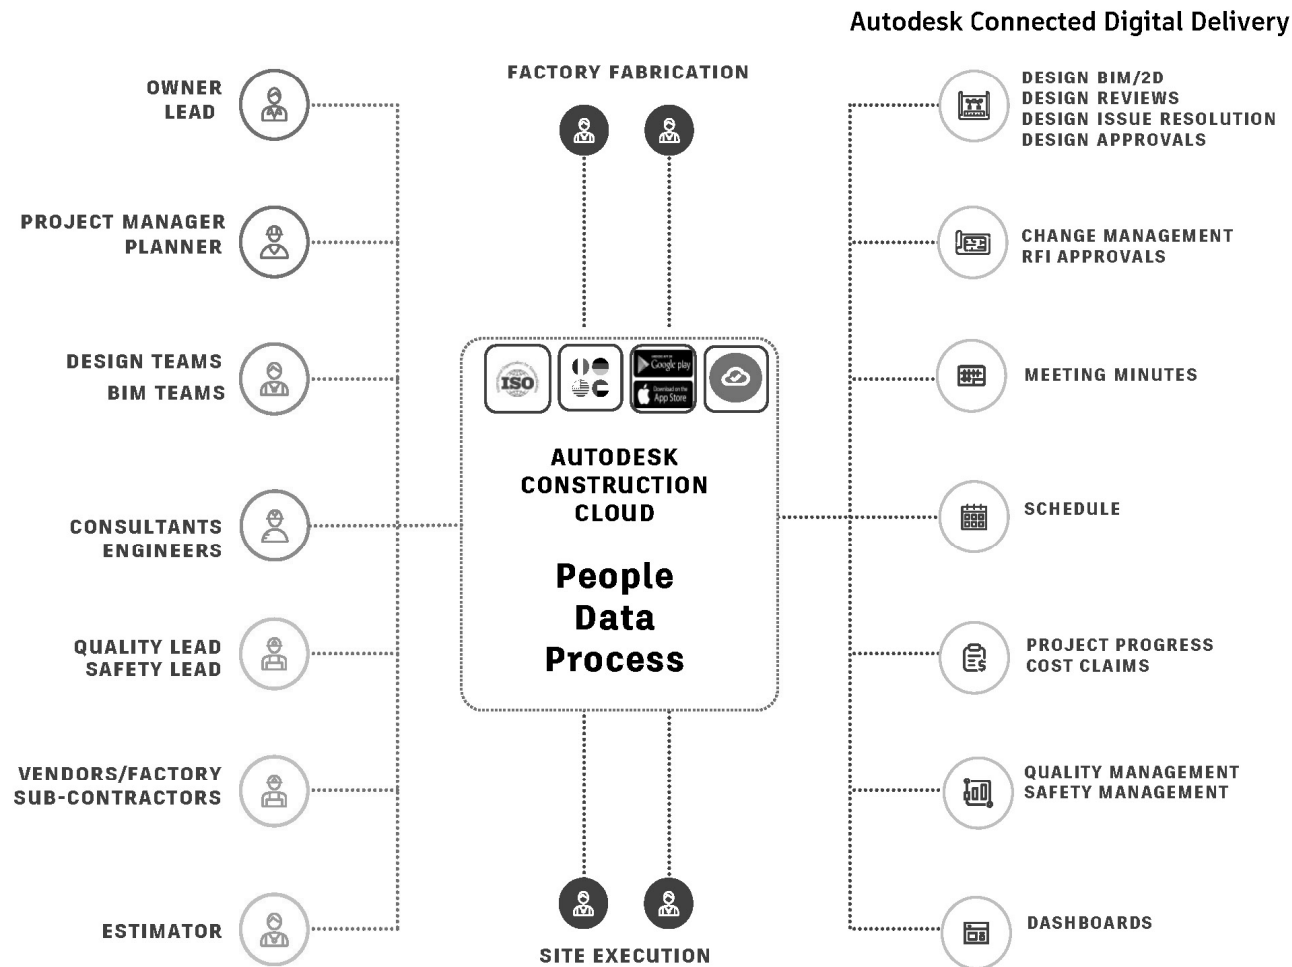 Autodesk Connected Digital Delivery
OWNER
LEAD
PROJECT MANAGER
PLANNER
DESIGN TEAMS
BIM TEAMS
CONSULTANTS
ENGINEERS
QUALITY LEAD
SAFETY LEAD
VENDORS/FACTORY
SUB-CONTRACTORS
ESTIMATOR
FACTORY FABRICATION
ISO
Google play
Download on the
App Store
AUTODESK
CONSTRUCTION
CLOUD
People
Data
Process
SITE EXECUTION
DESIGN BIM/2D
DESIGN REVIEWS
DESIGN ISSUE RESOLUTION
DESIGN APPROVALS
CHANGE MANAGEMENT
RFI APPROVALS
MEETING MINUTES
SCHEDULE
PROJECT PROGRESS
COST CLAIMS
QUALITY MANAGEMENT
SAFETY MANAGEMENT
DASHBOARDS